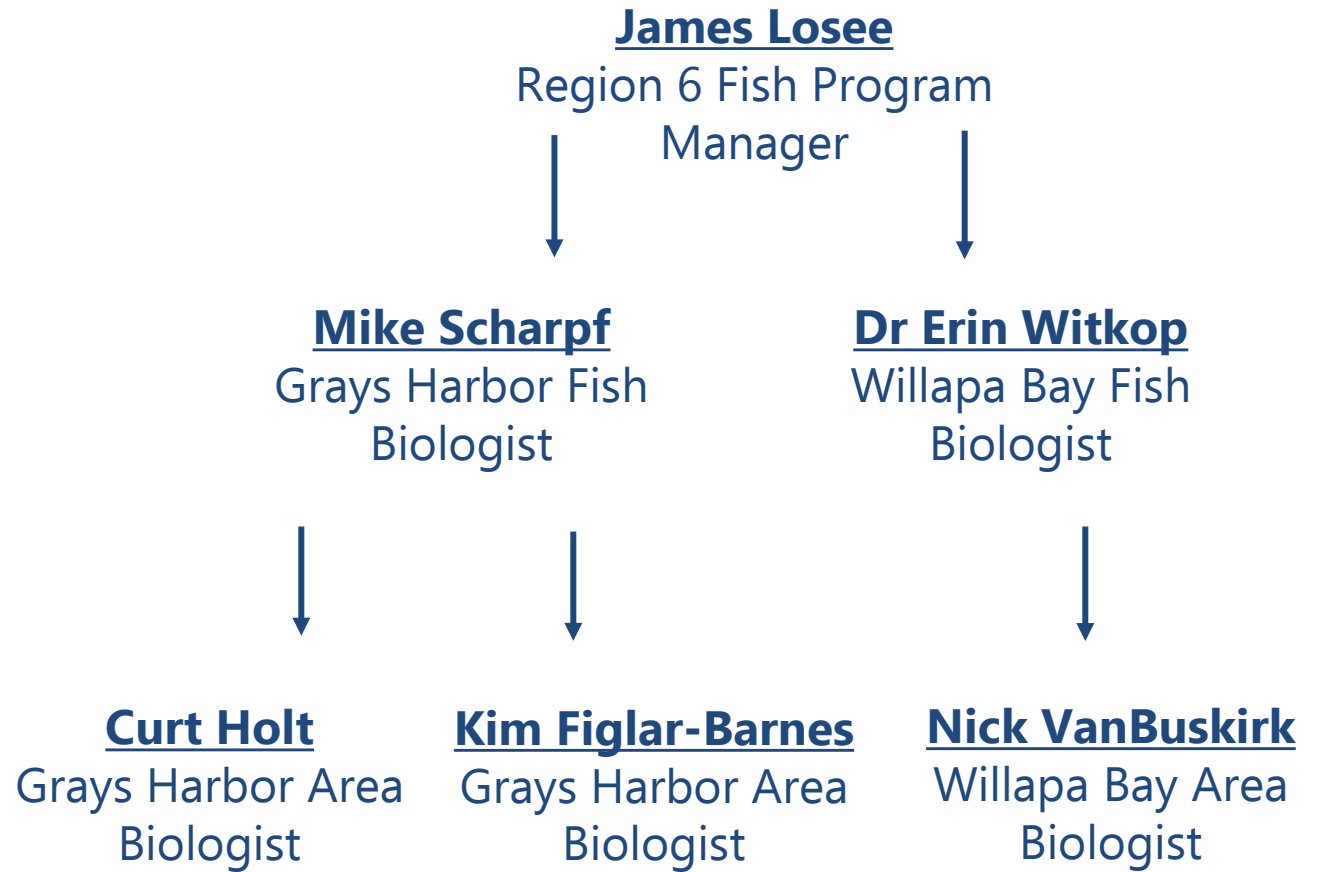 James Losee
Region 6 Fish Program
Manager
Mike Scharpf
Grays Harbor Fish
Biologist
Dr Erin Witkop
Willapa Bay Fish
Biologist
Curt Holt
Grays Harbor Area
Biologist
Kim Figlar-Barnes
Grays Harbor Area
Biologist
Nick VanBuskirk
Willapa Bay Area
Biologist